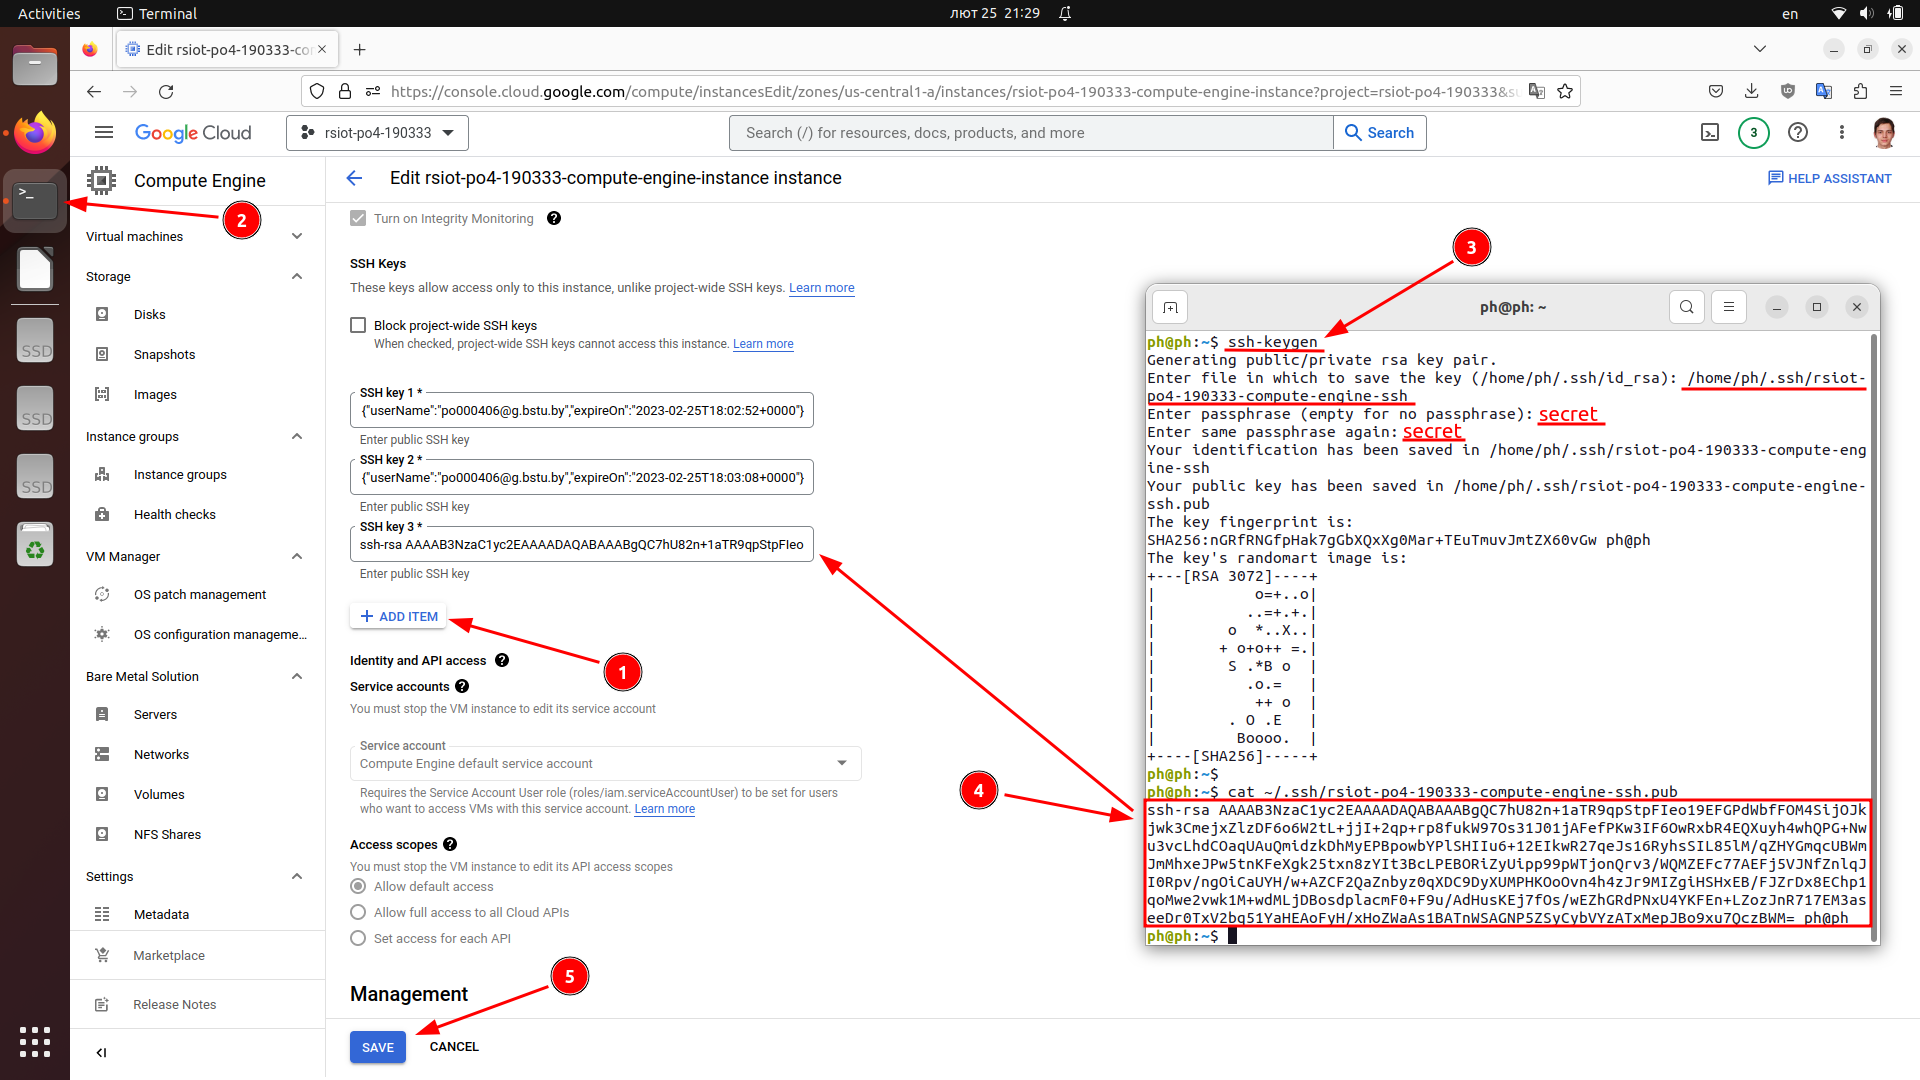 Activities
Terminal
лют 25 21:29
en
Edit rsiot-po4-190333-co
https://console.cloud.google.com/compute/instancesEdit/zones/us-central1-a/instances/rsiot-po4-190333-compute-engine-instance?project=rsiot-po4-190333&su
Google Cloud
rsiot-po4-190333
Search (/) for resources, docs, products, and more
Search
3
Compute Engine
Edit rsiot-po4-190333-compute-engine-instance instance
HELP ASSISTANT
2
Virtual machines
Storage
Disks
Snapshots
Images
Instance groups
Instance groups
Health checks
VM Manager
OS patch management
OS configuration manageme...
Bare Metal Solution
Servers
Networks
Volumes
NFS Shares
Settings
Metadata
Marketplace
Release Notes
SSD
SSD
SSD
Turn on Integrity Monitoring
SSH Keys
These keys allow access only to this instance, unlike project-wide SSH keys. Learn more
Block project-wide SSH keys
When checked, project-wide SSH keys cannot access this instance. Learn more
SSH key 1 *
{"userName":"po000406@g.bstu.by","expireOn":"2023-02-25T18:02:52+0000"}
Enter public SSH key
SSH key 2 *
{"userName":"po000406@g.bstu.by","expireOn":"2023-02-25T18:03:08+0000"}
Enter public SSH key
SSH key 3 *
ssh-rsa AAAAB3NzaC1yc2EAAAADAQABAAABgQC7hU82n+1aTR9qpStpFIeo
Enter public SSH key
+ ADD ITEM
1
Identity and API access
Service accounts
You must stop the VM instance to edit its service account
Service account
Compute Engine default service account
Requires the Service Account User role (roles/iam.serviceAccountUser) to be set for users
who want to access VMs with this service account. Learn more
Access scopes
You must stop the VM instance to edit its API access scopes
Allow default access
Allow full access to all Cloud APIs
Set access for each API
5
Management
SAVE
CANCEL
3
4
ph@ph: ~
ph@ph:~$ ssh-keygen
Generating public/private rsa key pair.
Enter file in which to save the key (/home/ph/.ssh/id_rsa): /home/ph/.ssh/rsiot-
po4-190333-compute-engine-ssh
Enter passphrase (empty for no passphrase): secret
Enter same passphrase again: secret
Your identification has been saved in /home/ph/.ssh/rsiot-po4-190333-compute-eng
ine-ssh
Your public key has been saved in /home/ph/.ssh/rsiot-po4-190333-compute-engine-
ssh.pub
The key fingerprint is:
SHA256:nGRfRNGfpHak7gGbXQxXg0Mar+TEuTmuvJmtZX60vGw ph@ph
The key's randomart image is:
+---[RSA 3072]----+
|           o=+..o|
|          ..=+.+.|
|        o  *..X..|
|       + o+o++ =.|
|        S .*B o  |
|          .o.=   |
|           ++ o  |
|        . O .E   |
|         Boooo.  |
+----[SHA256]-----+
ph@ph:~$
ph@ph:~$ cat ~/.ssh/rsiot-po4-190333-compute-engine-ssh.pub
ssh-rsa AAAAB3NzaC1yc2EAAAADAQABAAABgQC7hU82n+1aTR9qpStpFIeo19EFGPdWbfFOM4SijOJk
jwk3CmejxZlzDF6o6W2tL+jjI+2qp+rp8fukW97Os31J01jAFefPKw3IF6OwRxbR4EQXuyh4whQPG+Nw
u3vcLhdCOaqUAuQmidzkDhMyEPBpowbYPlSHIIu6+12EIkwR27qeJs16RyhsSIL85lM/qZHYGmqcUBWm
JmMhxeJPw5tnKFeXgk25txn8zYIt3BcLPEBORiZyUipp99pWTjonQrv3/WQMZEFc77AEFj5VJNfZnlqJ
I0Rpv/ngOiCaUYH/w+AZCF2QaZnbyz0qXDC9DyXUMPHKOoOvn4h4zJr9MIZgiHSHxEB/FJZrDx8EChp1
qoMwe2vwk1M+wdMLjDBosdplacmF0+F9u/AdHusKEj7fOs/wEZhGRdPNxU4YKFEn+LZozJnR717EM3as
eeDr0TxV2bq51YaHEAoFyH/xHoZWaAs1BATnWSAGNP5ZSyCybVYzATxMepJBo9xu7QczBWM= ph@ph
ph@ph:~$